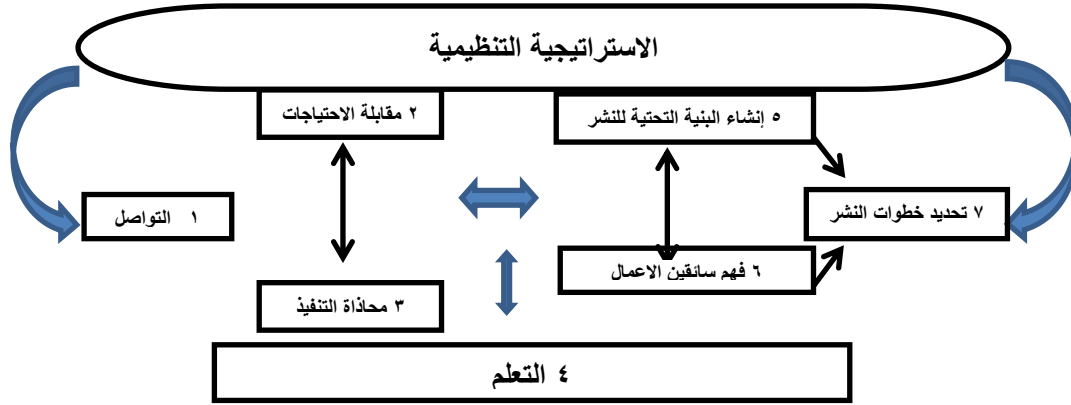 الاستراتيجية التنظيمية
٥ إنشاء البنية التحتية للنشر
٢ مقابلة الاحتياجات
٧ تحديد خطوات النشر
١ التواصل
٦ فهم سائقين الاعمال
٣ محاذاة التنفيذ
٤ التعلم